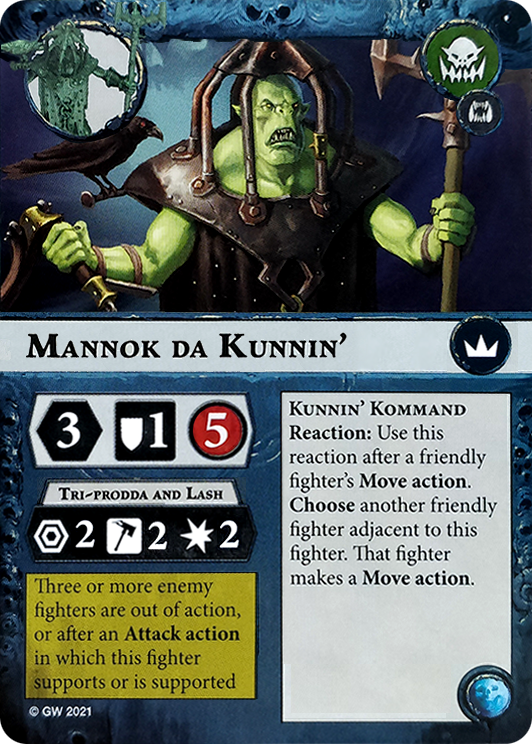 Mannok da Kunnin'
3 1 5
Tri-prodda and Lash
2 2 2
Three or more enemy
fighters are out of action,
or after an Attack action
in which this fighter
supports or is supported
Kunnin' Kommand
Reaction: Use this
reaction after a friendly
fighter's Move action.
Choose another friendly
fighter adjacent to this
fighter. That fighter
makes a Move action.
© GW 2021